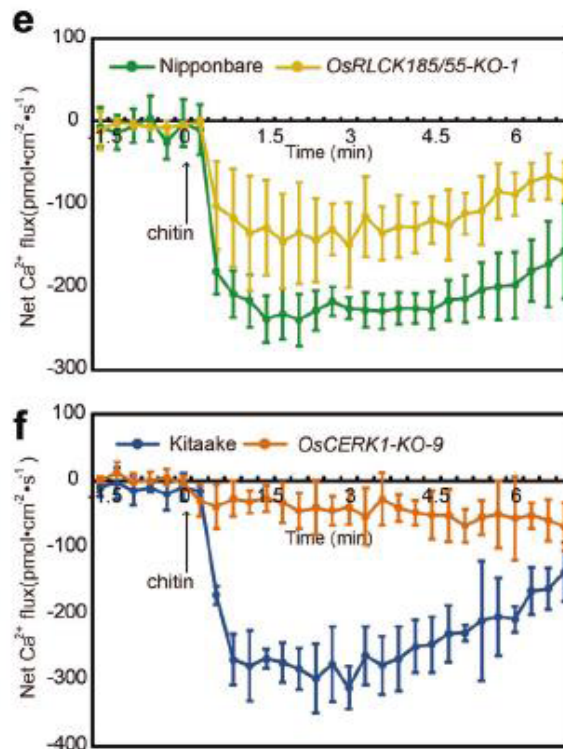 e
100
Nipponbare OsRLCK185/55-KO-1
0
-1.5 0 1.5 3 4.5 6
Time (min)
-100
chitin
-200
-300
Net Ca²⁺ flux(pmol•cm⁻²•s⁻¹)
f
100
Kitaake OsCERK1-KO-9
0
-1.5 0 1.5 3 4.5 6
Time (min)
-100
chitin
-200
-300
-400
Net Ca²⁺ flux(pmol•cm⁻²•s⁻¹)